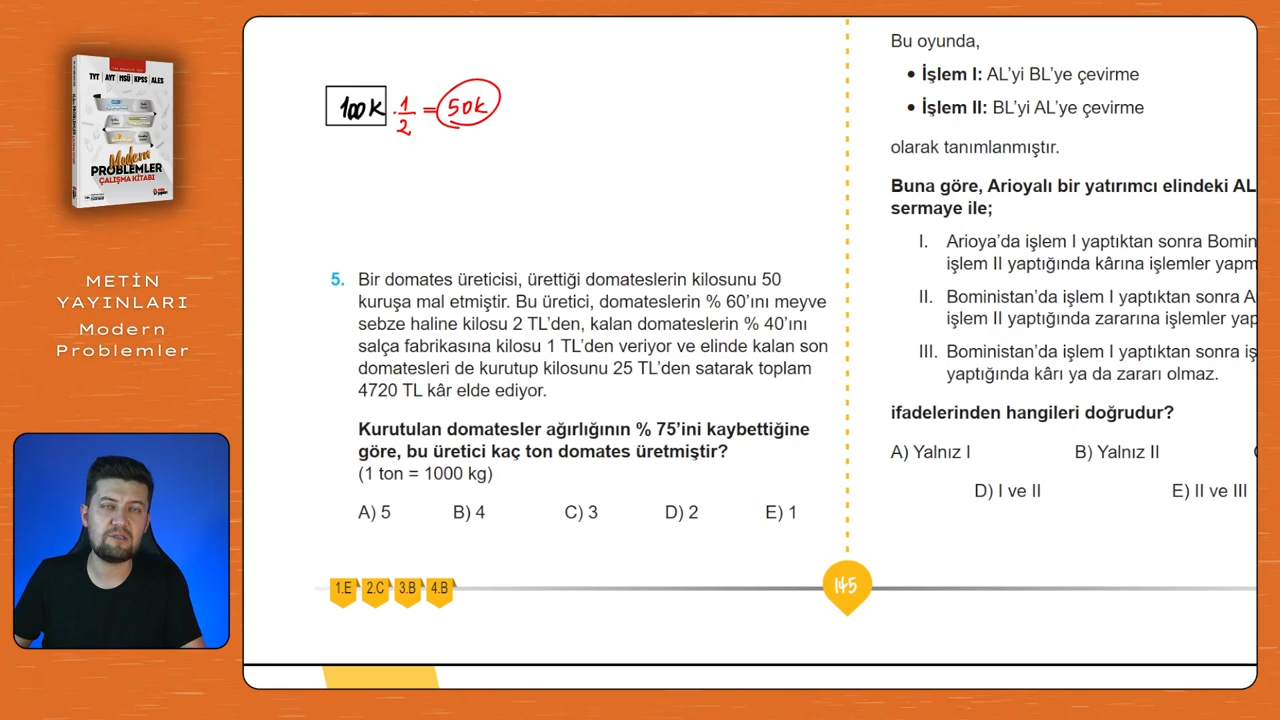 TYT | AYT | MSÜ | KPSS | ALES
Modern
PROBLEMLER
ÇALIŞMA KİTABI
METİN
YAYINLARI
Modern
Problemler
100K · 1/2 = 50K
5. Bir domates üreticisi, ürettiği domateslerin kilosunu 50
kuruşa mal etmiştir. Bu üretici, domateslerin % 60'ını meyve
sebze haline kilosu 2 TL'den, kalan domateslerin % 40'ını
salça fabrikasına kilosu 1 TL'den veriyor ve elinde kalan son
domatesleri de kurutup kilosunu 25 TL'den satarak toplam
4720 TL kâr elde ediyor.
Kurutulan domatesler ağırlığının % 75'ini kaybettiğine
göre, bu üretici kaç ton domates üretmiştir?
(1 ton = 1000 kg)
A) 5 B) 4 C) 3 D) 2 E) 1
1.E 2.C 3.B 4.B
145
Bu oyunda,
• İşlem I: AL'yi BL'ye çevirme
• İşlem II: BL'yi AL'ye çevirme
olarak tanımlanmıştır.
Buna göre, Arioyalı bir yatırımcı elindeki AL
sermaye ile;
I. Arioya'da işlem I yaptıktan sonra Bomin
işlem II yaptığında kârına işlemler yapm
II. Boministan'da işlem I yaptıktan sonra A
işlem II yaptığında zararına işlemler yap
III. Boministan'da işlem I yaptıktan sonra iş
yaptığında kârı ya da zararı olmaz.
ifadelerinden hangileri doğrudur?
A) Yalnız I B) Yalnız II
D) I ve II E) II ve III